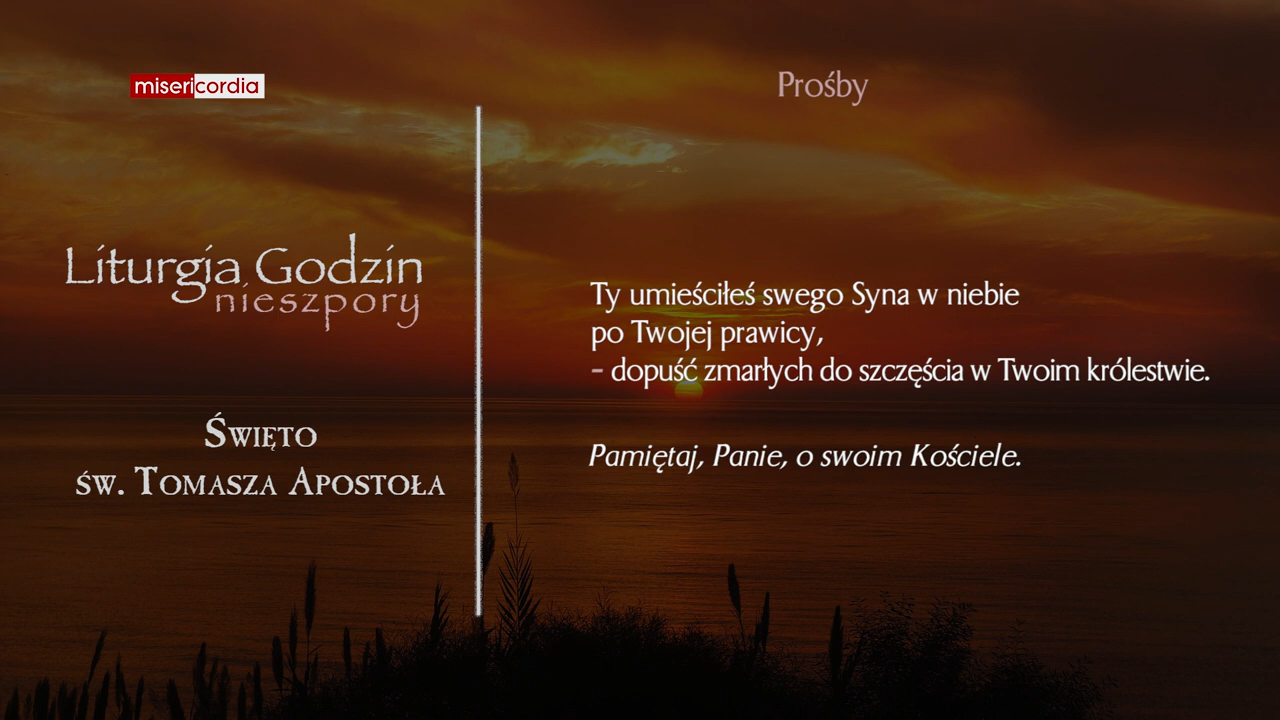 misericordia
Liturgia Godzin
nieszpory
Święto
św. Tomasza Apostoła
Prośby
Ty umieściłeś swego Syna w niebie
po Twojej prawicy,
- dopuść zmarłych do szczęścia w Twoim królestwie.
Pamiętaj, Panie, o swoim Kościele.